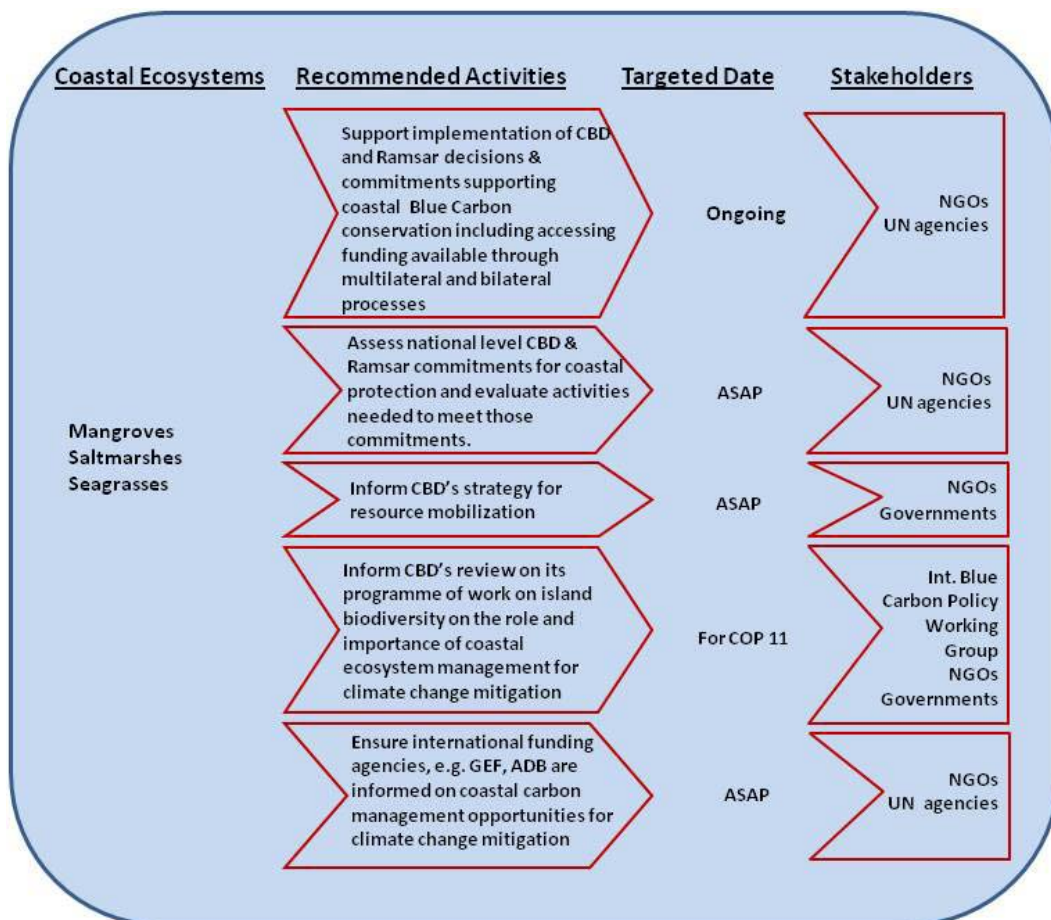 Coastal Ecosystems
Recommended Activities
Targeted Date
Stakeholders
Mangroves
Saltmarshes
Seagrasses
Support implementation of CBD
and Ramsar decisions &
commitments supporting
coastal Blue Carbon
conservation including accessing
funding available through
multilateral and bilateral
processes
Ongoing
NGOs
UN agencies
Assess national level CBD &
Ramsar commitments for coastal
protection and evaluate activities
needed to meet those
commitments.
ASAP
NGOs
UN agencies
Inform CBD's strategy for
resource mobilization
ASAP
NGOs
Governments
Inform CBD's review on its
programme of work on island
biodiversity on the role and
importance of coastal
ecosystem management for
climate change mitigation
For COP 11
Int. Blue
Carbon Policy
Working
Group
NGOs
Governments
Ensure international funding
agencies, e.g. GEF, ADB are
informed on coastal carbon
management opportunities for
climate change mitigation
ASAP
NGOs
UN agencies